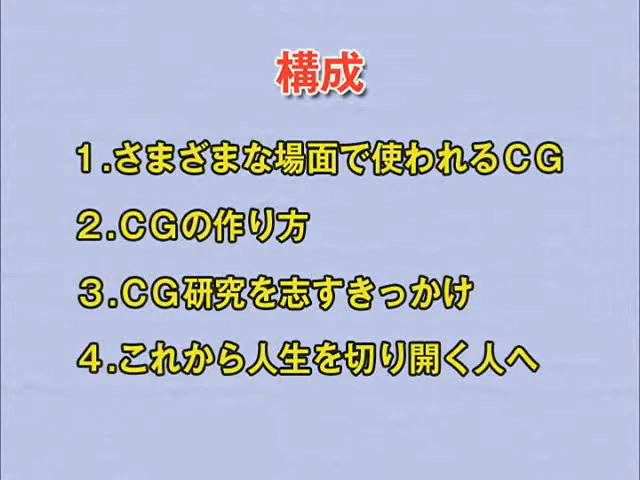 構成
１.さまざまな場面で使われるＣＧ
２.ＣＧの作り方
３.ＣＧ研究を志すきっかけ
４.これから人生を切り開く人へ